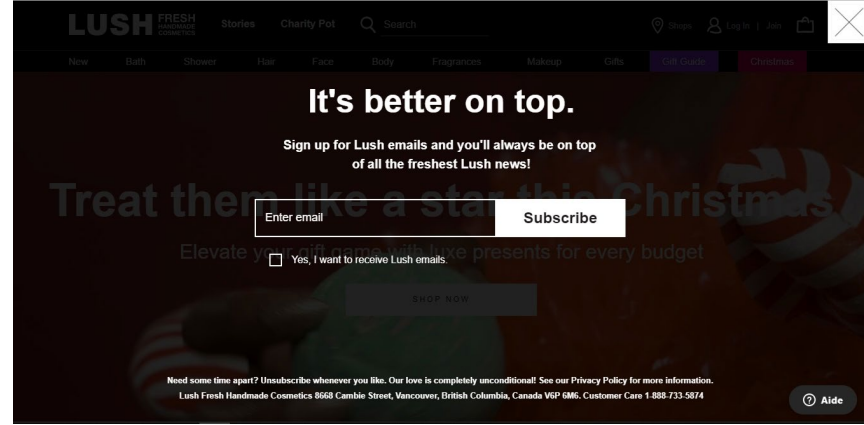 LUSH FRESH HANDMADE COSMETICS
Stories Charity Pot Search Shops Log In | Join
New Bath Shower Hair Face Body Fragrances Makeup Gifts Gift Guide Christmas
It's better on top.
Sign up for Lush emails and you'll always be on top
of all the freshest Lush news!
Treat them like a star this Christmas
Enter email Subscribe
Elevate your gift game with luxe presents for every budget
Yes, I want to receive Lush emails.
SHOP NOW
Need some time apart? Unsubscribe whenever you like. Our love is completely unconditional! See our Privacy Policy for more information.
Lush Fresh Handmade Cosmetics 8668 Cambie Street, Vancouver, British Columbia, Canada V6P 6M6. Customer Care 1-888-733-5874
Aide